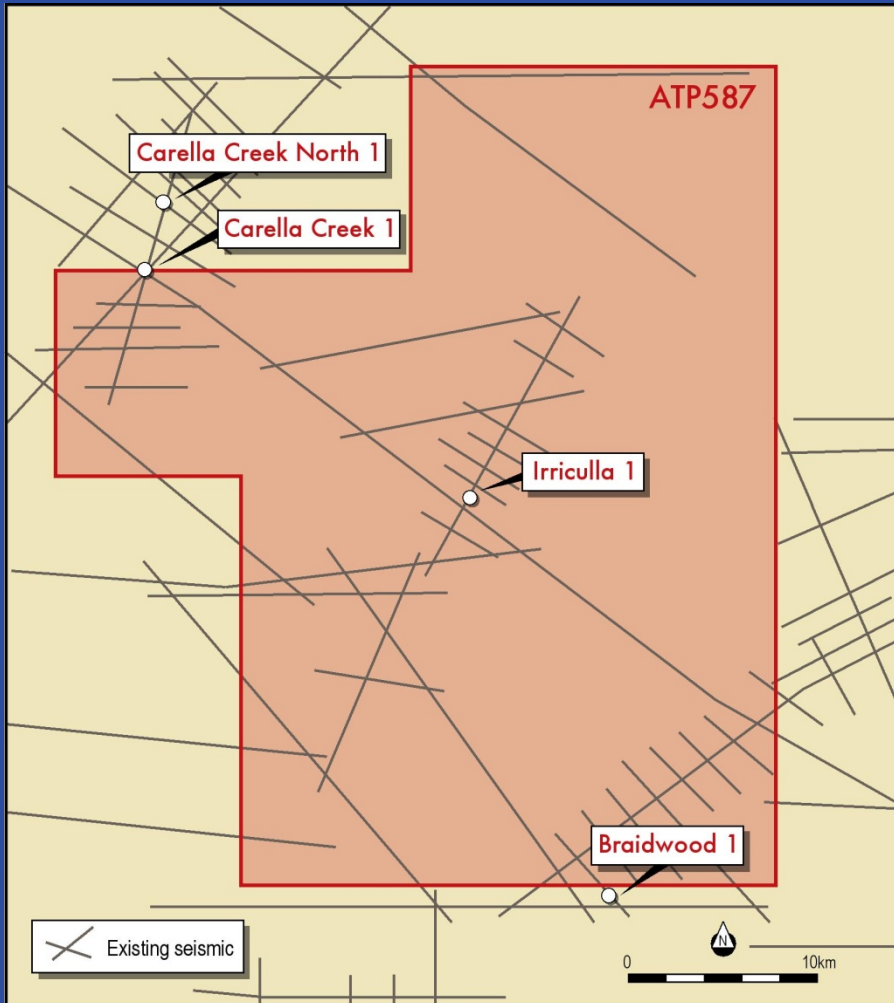 ATP587
Carella Creek North 1
Carella Creek 1
Irriculla 1
Braidwood 1
Existing seismic
N
0 10km